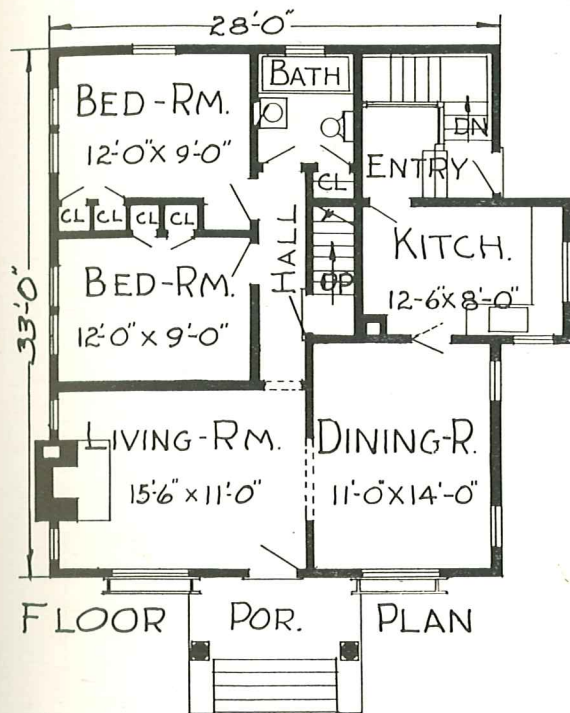 28'-0"
BATH
BED-RM.
12'-0" X 9'-0"
DN
ENTRY
CL
CL CL CL CL
HALL
UP
KITCH.
12-6" X 8'-0"
BED-RM.
12'-0" X 9'-0"
33'-0"
LIVING-RM.
15'-6" X 11'-0"
DINING-R.
11'-0" X 14'-0"
FLOOR POR. PLAN